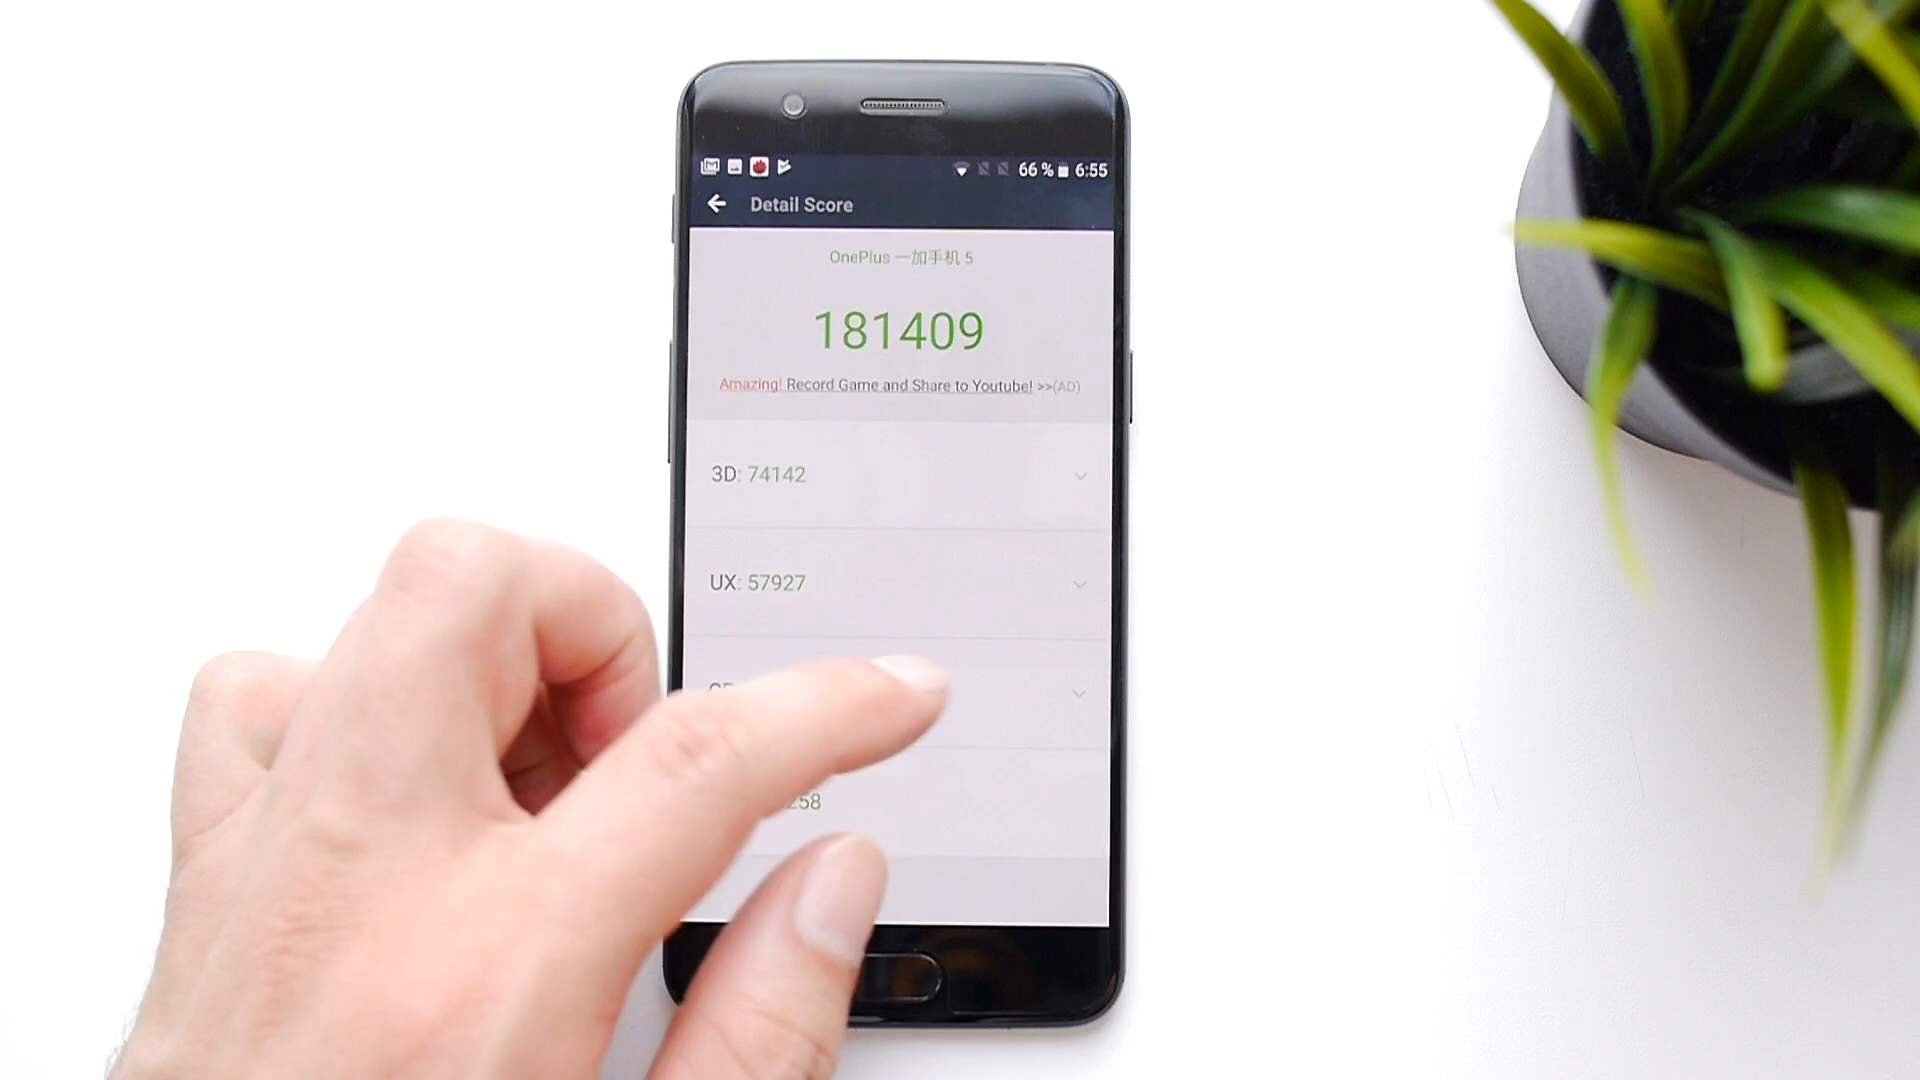 66 % 6:55
Detail Score
OnePlus 一加手机 5
181409
Amazing! Record Game and Share to Youtube! >>(AD)
3D: 74142
UX: 57927
258